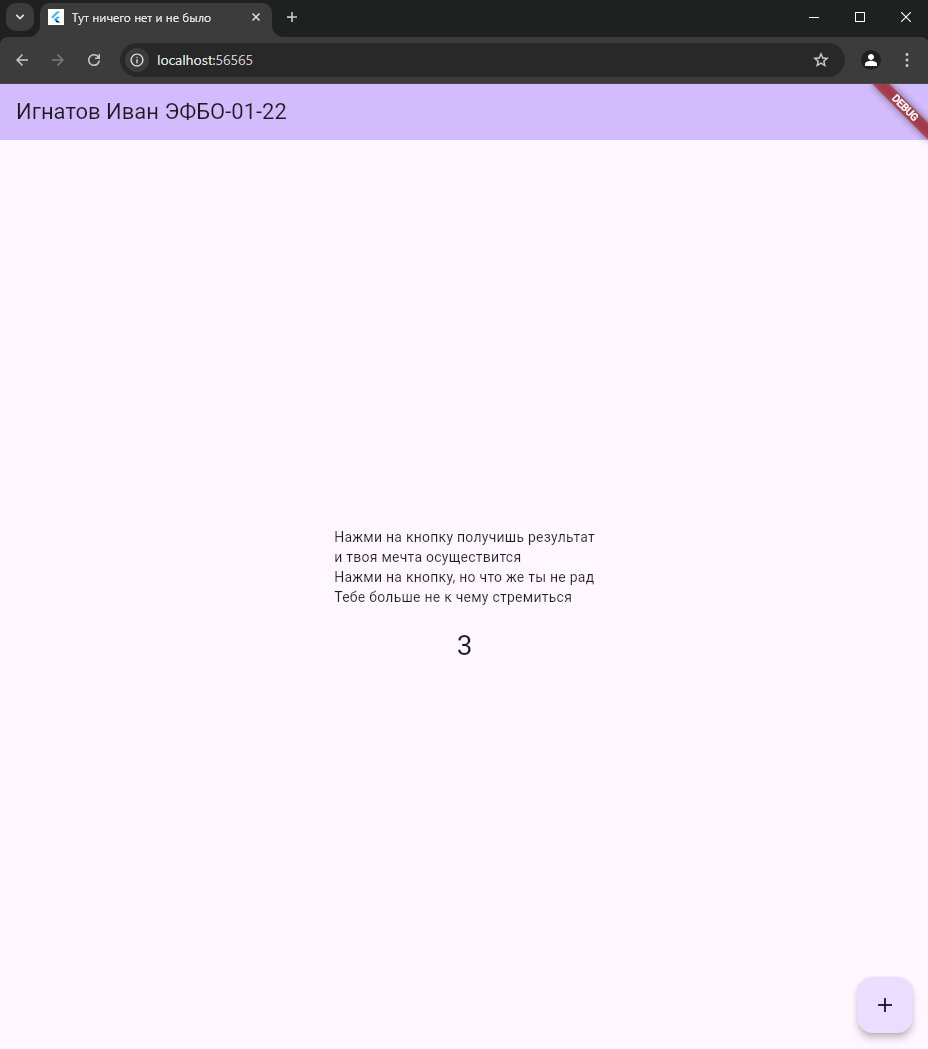 Тут ничего нет и не было
localhost:56565
Игнатов Иван ЭФБО-01-22
DEBUG
Нажми на кнопку получишь результат
и твоя мечта осуществится
Нажми на кнопку, но что же ты не рад
Тебе больше не к чему стремиться
3